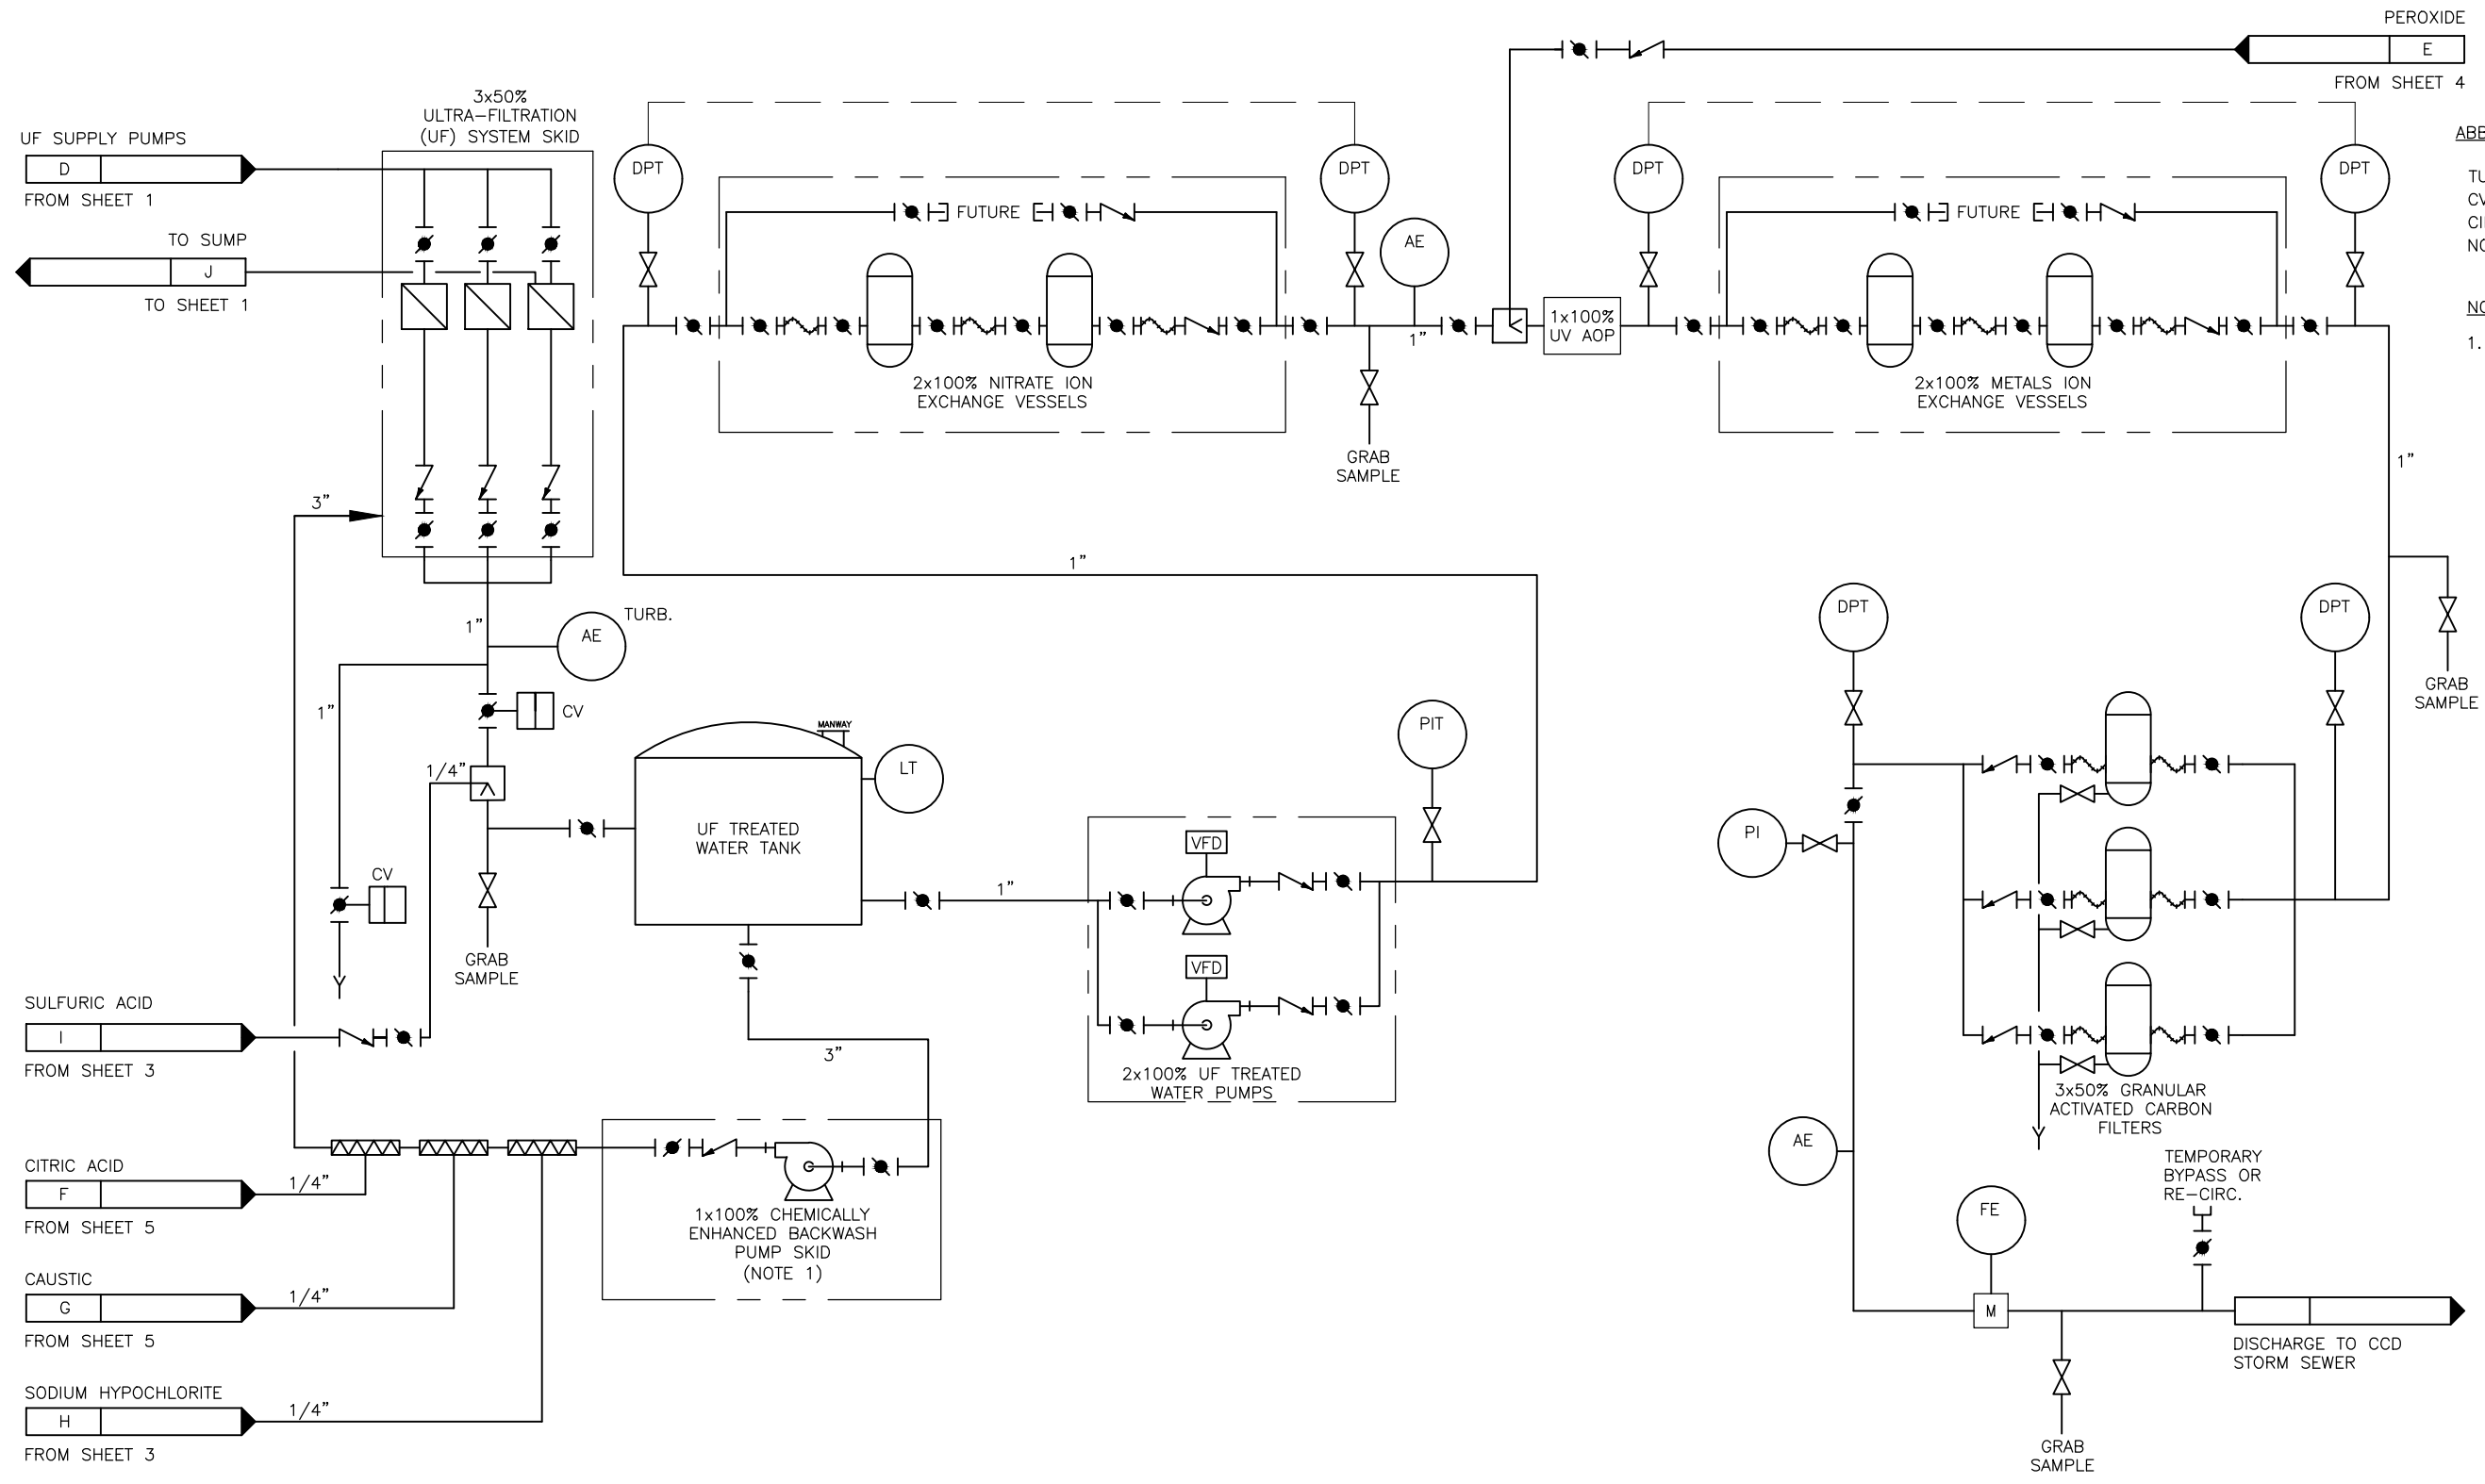 PEROXIDE
E
FROM SHEET 4
3x50%
ULTRA-FILTRATION
(UF) SYSTEM SKID
UF SUPPLY PUMPS
D
FROM SHEET 1
TO SUMP
J
TO SHEET 1
DPT
DPT
AE
DPT
DPT
FUTURE
FUTURE
1x100%
UV AOP
1"
2x100% NITRATE ION
EXCHANGE VESSELS
2x100% METALS ION
EXCHANGE VESSELS
GRAB
SAMPLE
1"
3"
1"
1"
AE
TURB.
1"
CV
1/4"
CV
GRAB
SAMPLE
MANWAY
LT
UF TREATED
WATER TANK
PIT
VFD
1"
VFD
2x100% UF TREATED
WATER PUMPS
3"
DPT
DPT
GRAB
SAMPLE
PI
3x50% GRANULAR
ACTIVATED CARBON
FILTERS
AE
TEMPORARY
BYPASS OR
RE-CIRC.
FE
M
DISCHARGE TO CCD
STORM SEWER
GRAB
SAMPLE
SULFURIC ACID
I
FROM SHEET 3
CITRIC ACID
F
1/4"
FROM SHEET 5
1x100% CHEMICALLY
ENHANCED BACKWASH
PUMP SKID
(NOTE 1)
CAUSTIC
G
1/4"
FROM SHEET 5
SODIUM HYPOCHLORITE
H
1/4"
FROM SHEET 3
1.